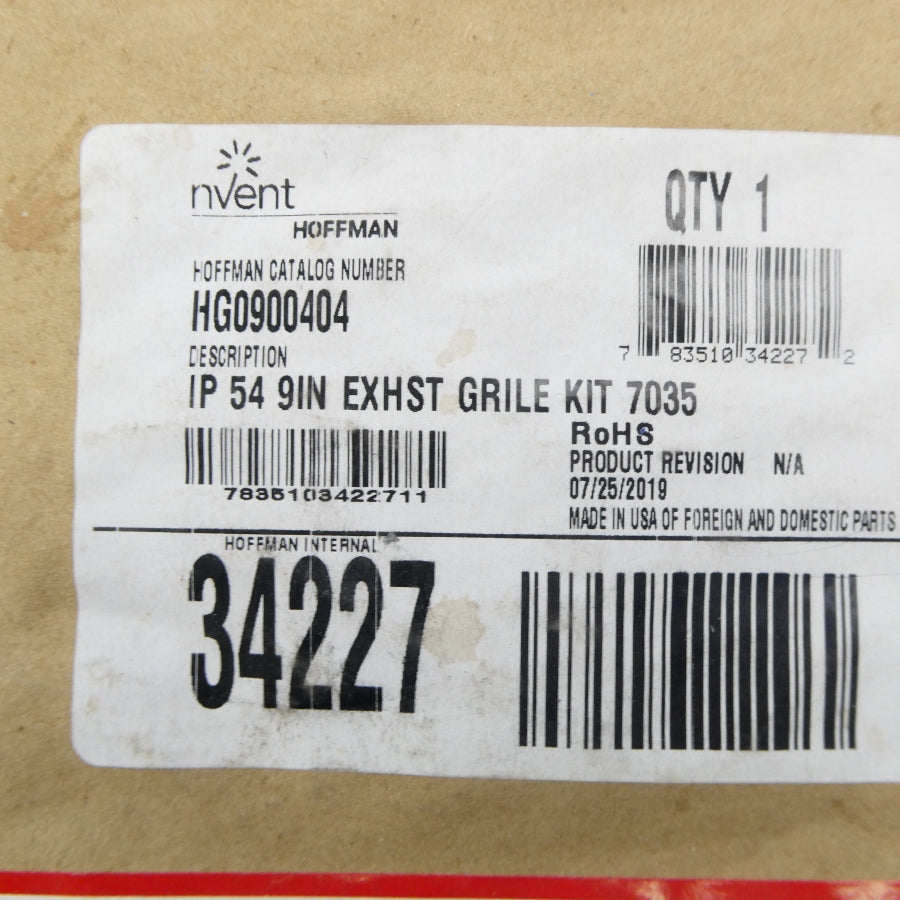 nVent
HOFFMAN
QTY 1
HOFFMAN CATALOG NUMBER
HG0900404
7 83510 34227 2
DESCRIPTION
IP 54 9IN EXHST GRILE KIT 7035
7835103422711
RoHS
PRODUCT REVISION N/A
07/25/2019
MADE IN USA OF FOREIGN AND DOMESTIC PARTS
HOFFMAN INTERNAL
34227